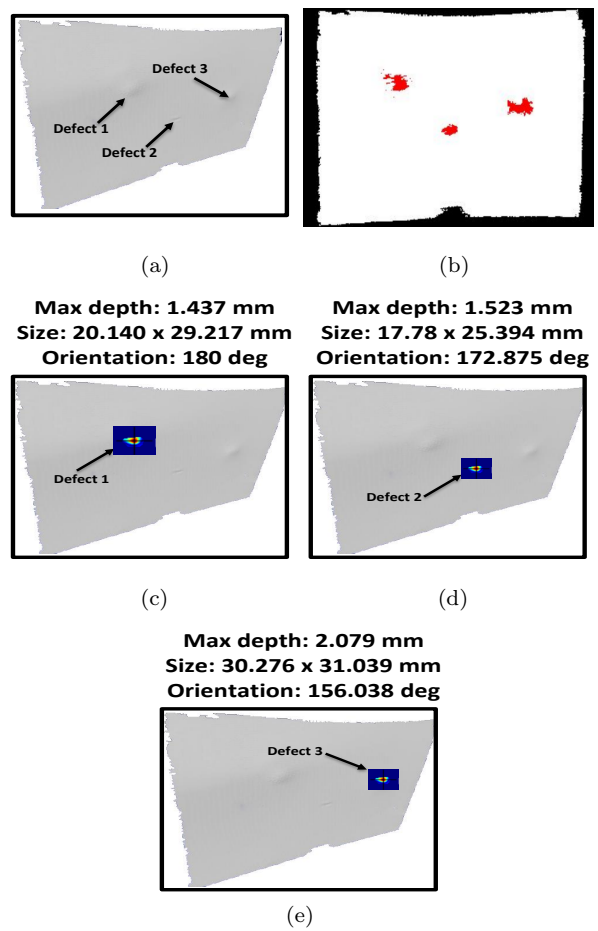 Defect 3
Defect 1
Defect 2
(a)
(b)
Max depth: 1.437 mm
Size: 20.140 x 29.217 mm
Orientation: 180 deg
Defect 1
(c)
Max depth: 1.523 mm
Size: 17.78 x 25.394 mm
Orientation: 172.875 deg
Defect 2
(d)
Max depth: 2.079 mm
Size: 30.276 x 31.039 mm
Orientation: 156.038 deg
Defect 3
(e)